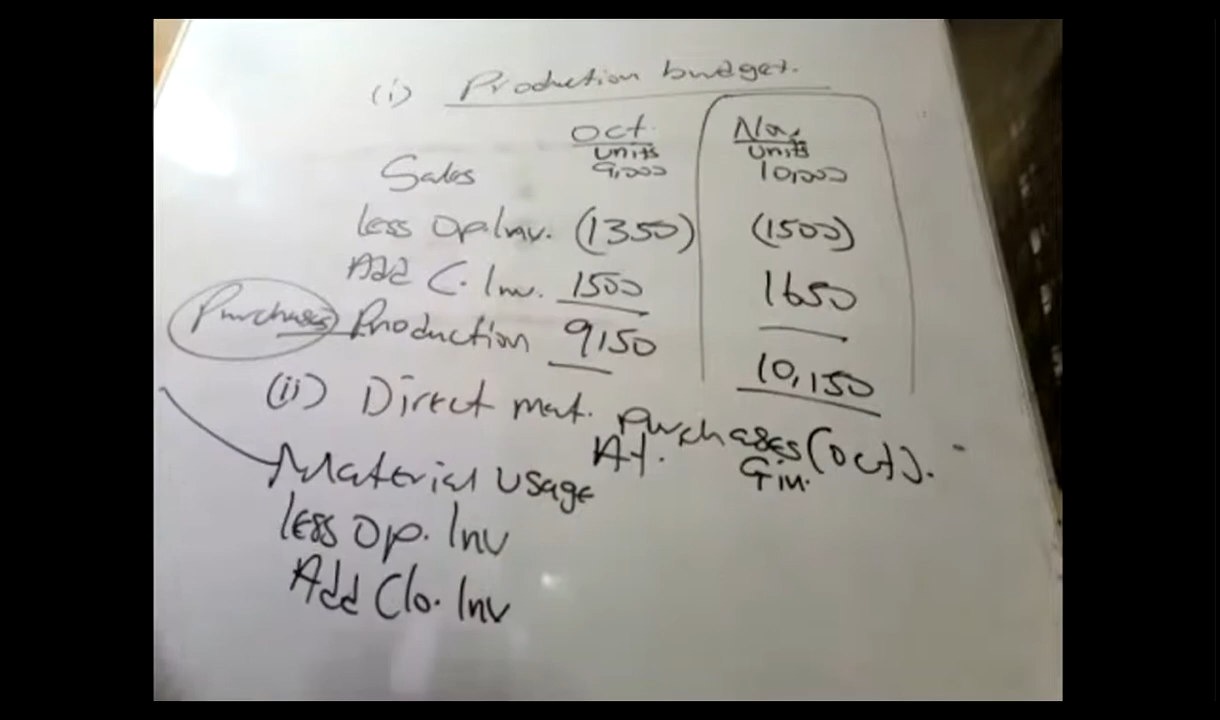 (i) Production budget.
Oct. Nov.
units units
Sales 9,000 10,000
less Op. Inv. (1350) (1500)
Add C. Inv. 1500 1650
Purchases Production 9150 10,150
(ii) Direct mat. Purchases (Oct).
Material usage At. Gin.
less Op. Inv
Add Clo. Inv